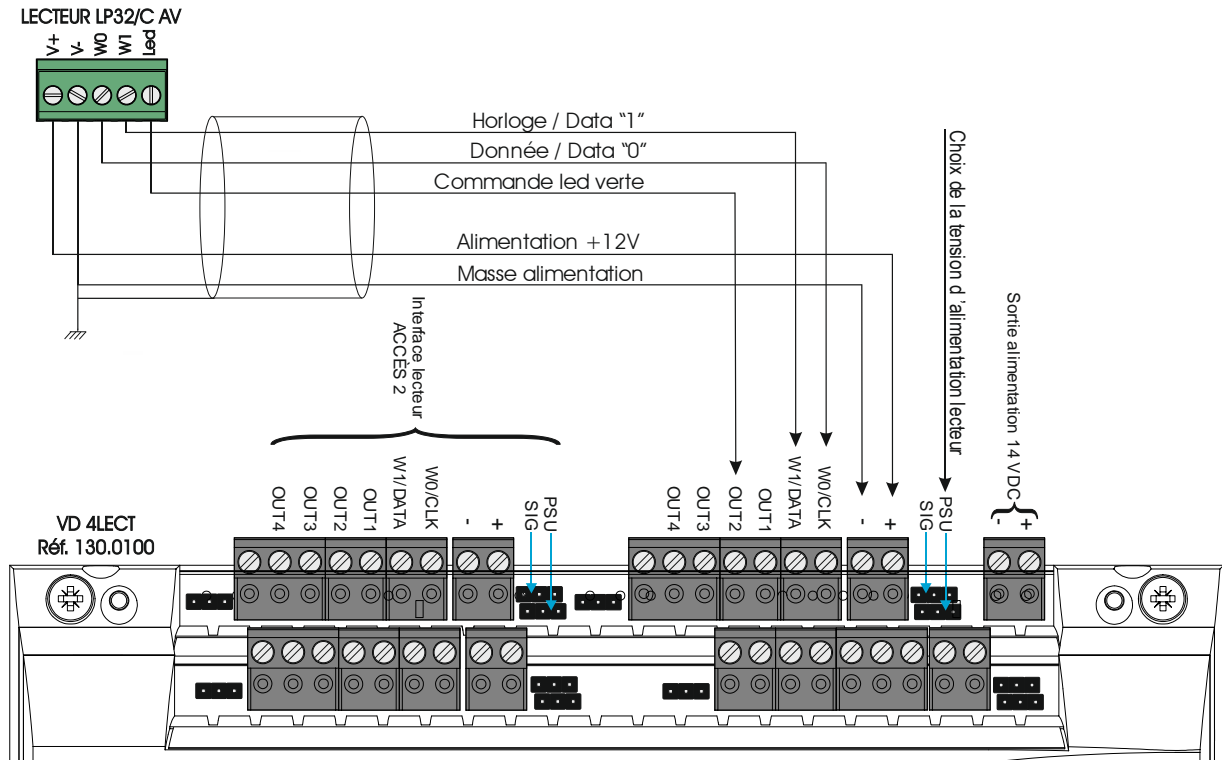 LECTEUR LP32/C AV
V+
V-
W0
W1
Led
Horloge / Data "1"
Donnée / Data "0"
Commande led verte
Alimentation +12V
Masse alimentation
Choix de la tension d 'alimentation lecteur
Sortie alimentation 14 VDC
Interface lecteur
ACCÈS 2
VD 4LECT
Réf. 130.0100
OUT4
OUT3
OUT2
OUT1
W1/DATA
W0/CLK
-
+
SIG
PSU
OUT4
OUT3
OUT2
OUT1
W1/DATA
W0/CLK
-
+
SIG
PSU
-
+